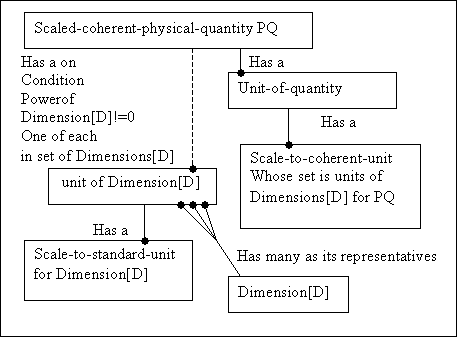 Scaled-coherent-physical-quantity PQ
Has a on
Condition
Powerof
Dimension[D]!=0
One of each
in set of Dimensions[D]
Has a
Unit-of-quantity
Has a
Scale-to-coherent-unit
Whose set is units of
Dimensions[D] for PQ
unit of Dimension[D]
Has a
Scale-to-standard-unit
for Dimension[D]
Has many as its representatives
Dimension[D]